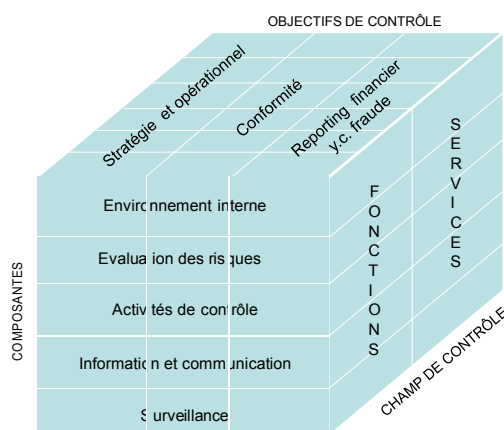 OBJECTIFS DE CONTRÔLE
Stratégie et opérationnel
Conformité
Reporting financier
y.c. fraude
COMPOSANTES
Environnement interne
Evaluation des risques
Activités de contrôle
Information et communication
Surveillance
FONCTIONS
SERVICES
CHAMP DE CONTRÔLE